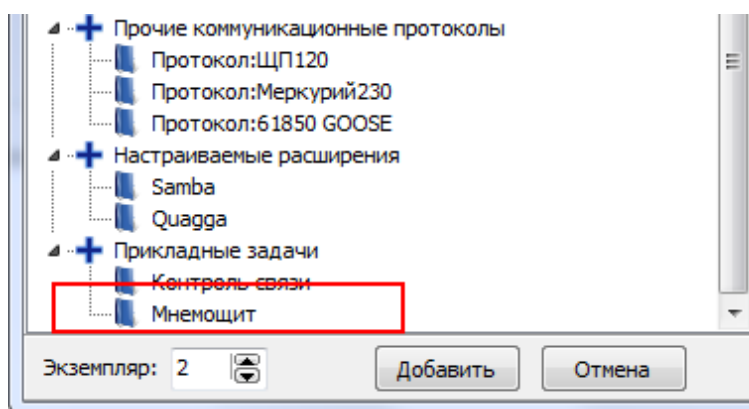 Прочие коммуникационные протоколы
Протокол:ЩП120
Протокол:Меркурий230
Протокол:61850 GOOSE
Настраиваемые расширения
Samba
Quagga
Прикладные задачи
Контроль связи
Мнемощит
Экземпляр: 2 Добавить Отмена